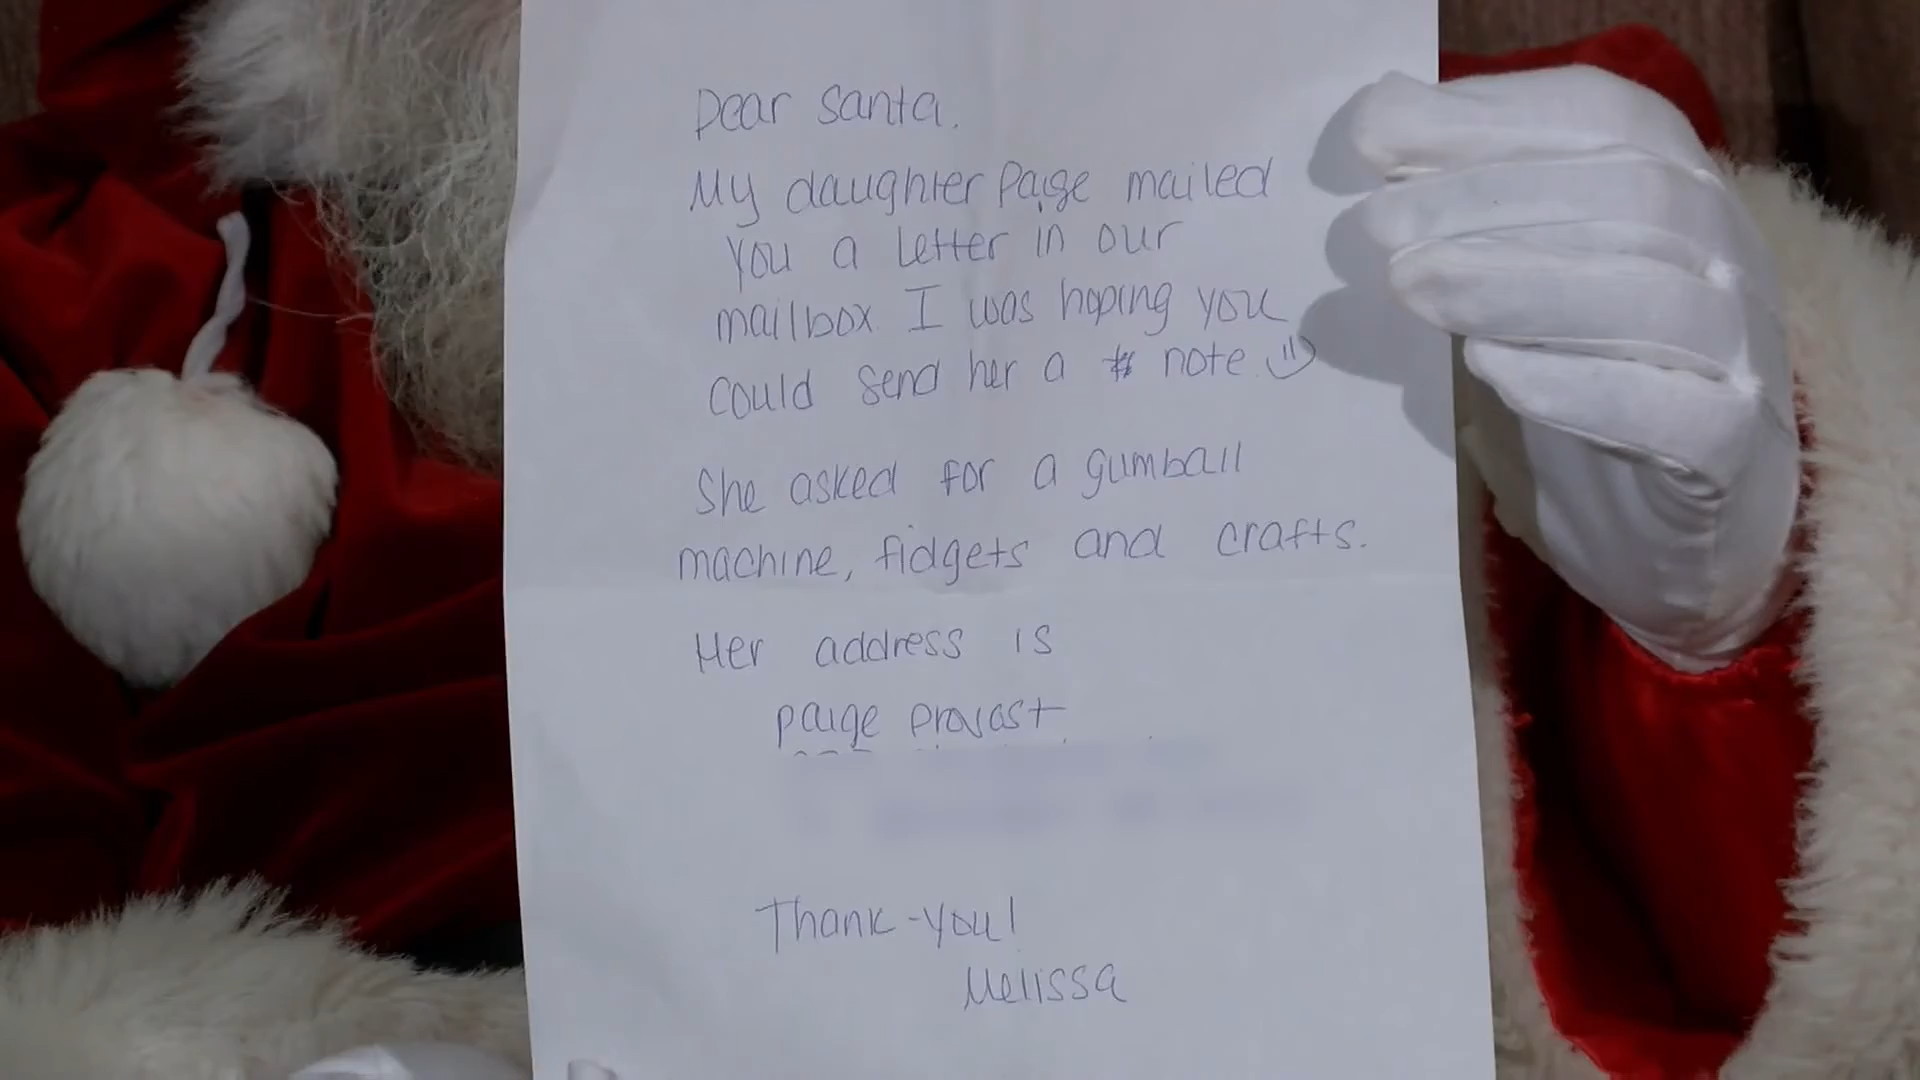 Dear Santa.
My daughter Paige mailed
you a letter in our
mailbox I was hoping you
could send her a note
She asked for a gumball
machine, fidgets and crafts.
Her address is
paige provost
Thank-you!
Melissa